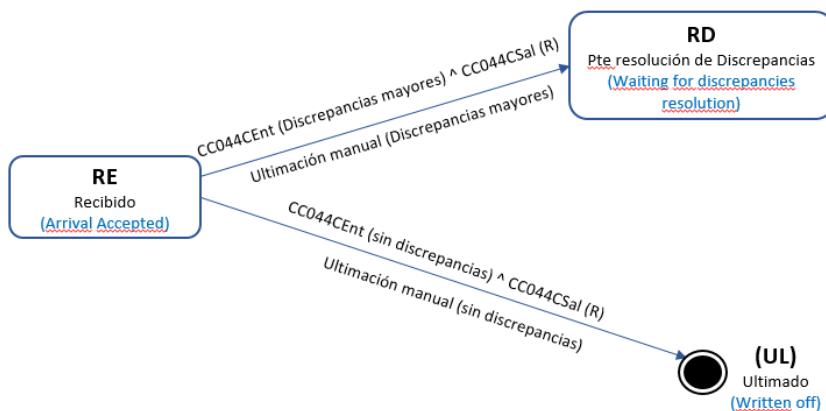 RD
Pte resolución de Discrepancias
(Waiting for discrepancies
resolution)
CC044CEnt (Discrepancias mayores) ^ CC044CSal (R)
Ultimación manual (Discrepancias mayores)
RE
Recibido
(Arrival Accepted)
CC044CEnt (sin discrepancias) ^ CC044CSal (R)
Ultimación manual (sin discrepancias)
(UL)
Ultimado
(Written off)